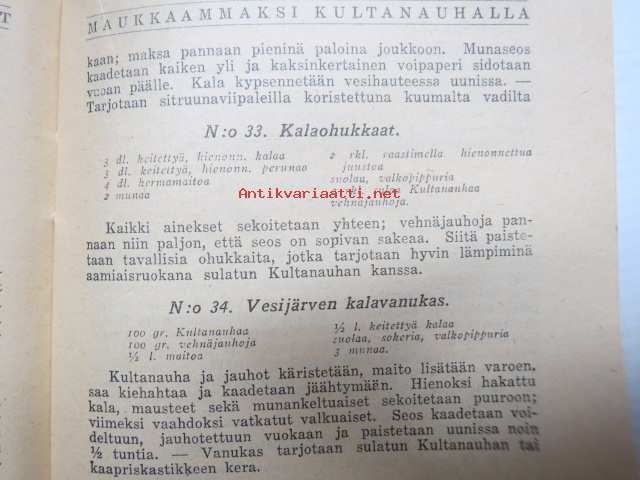 T
MAUKKAAMMAKSI KULTANAUHALLA
kaan; maksa pannaan pieninä paloina joukkoon. Munaseos
kaadetaan kaiken yli ja kaksinkertainen voipaperi sidotaan
vuoan päälle. Kala kypsennetään vesihauteessa uunissa. —
Tarjotaan sitruunaviipaleilla koristettuna kuumalta vadilta
N:o 33. Kalaohukkaat.
3 dl. keitettyä, hienonn. kalaa
3 dl. keitettyä, hienonn. perunaa
4 dl. hermamaitoa
2 munaa
2 rkl. raastimella hienonnettua
juustoa
suolaa, valkopippuria
sulaa Kultanauhaa
vehnäjauhoja.
Antikvariaatti.net
Kaikki ainekset sekoitetaan yhteen; vehnäjauhoja pan-
naan niin paljon, että seos on sopivan sakeaa. Siitä paiste-
taan tavallisia ohukkaita, jotka tarjotaan hyvin lämpiminä
aamiaisruokana sulatun Kultanauhan kanssa.
N:o 34. Vesijärven kalavanukas.
100 gr. Kultanauhaa
100 gr. vehnäjauhoja
½ l. maitoa
½ l. keitettyä kalaa
suolaa, sokeria, valkopippuria
3 munaa.
Kultanauha ja jauhot käristetään, maito lisätään varoen,
saa kiehahtaa ja kaadetaan jäähtymään. Hienoksi hakattu
kala, mausteet sekä munankeltuaiset sekoitetaan puuroon;
viimeksi vaahdoksi vatkatut valkuaiset. Seos kaadetaan voi-
deltuun, jauhotettuun vuokaan ja paistetaan uunissa noin
½ tuntia. — Vanukas tarjotaan sulatun Kultanauhan tai
kaapriskastikkeen kera.